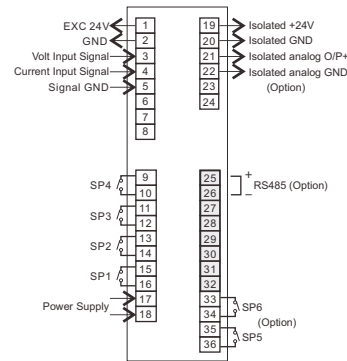 EXC 24V 1 19 Isolated +24V
GND 2 20 Isolated GND
Volt Input Signal 3 21 Isolated analog O/P+
Current Input Signal 4 22 Isolated analog GND
Signal GND 5 23 (Option)
6 24
7
8
SP4 9 10
SP3 11 12
SP2 13 14
SP1 15 16
Power Supply 17 18
25 + RS485 (Option)
26 –
27
28
29
30
31
32
33 34 SP6
(Option)
35 36 SP5